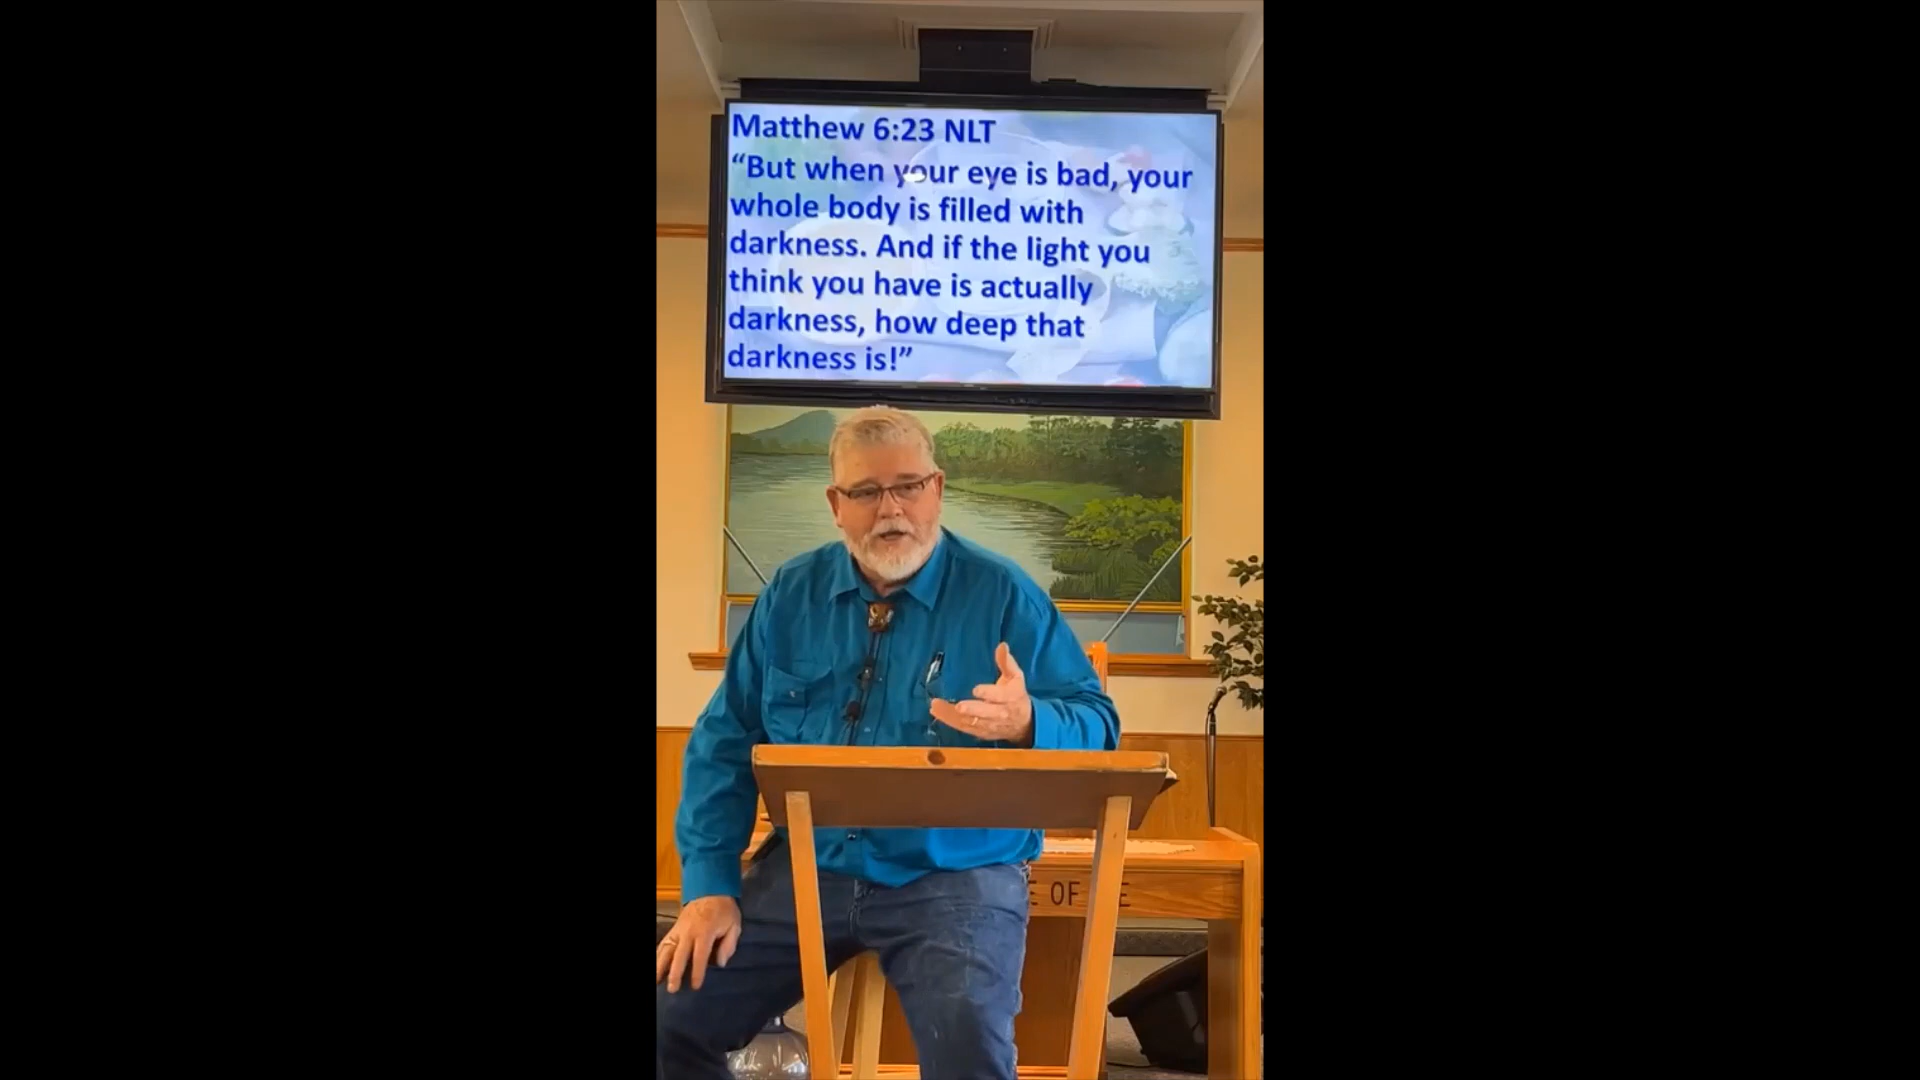 Matthew 6:23 NLT
“But when your eye is bad, your
whole body is filled with
darkness. And if the light you
think you have is actually
darkness, how deep that
darkness is!”
OF